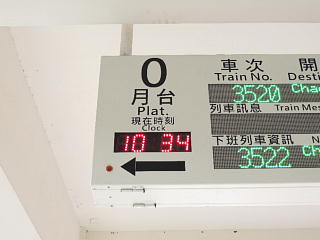 0
月台
Plat.
現在時刻
Clock
10 34
車次 開
Train No. Desti
3520 Cha
列車訊息 Train Mess
下班列車資訊 N
3522 Ch